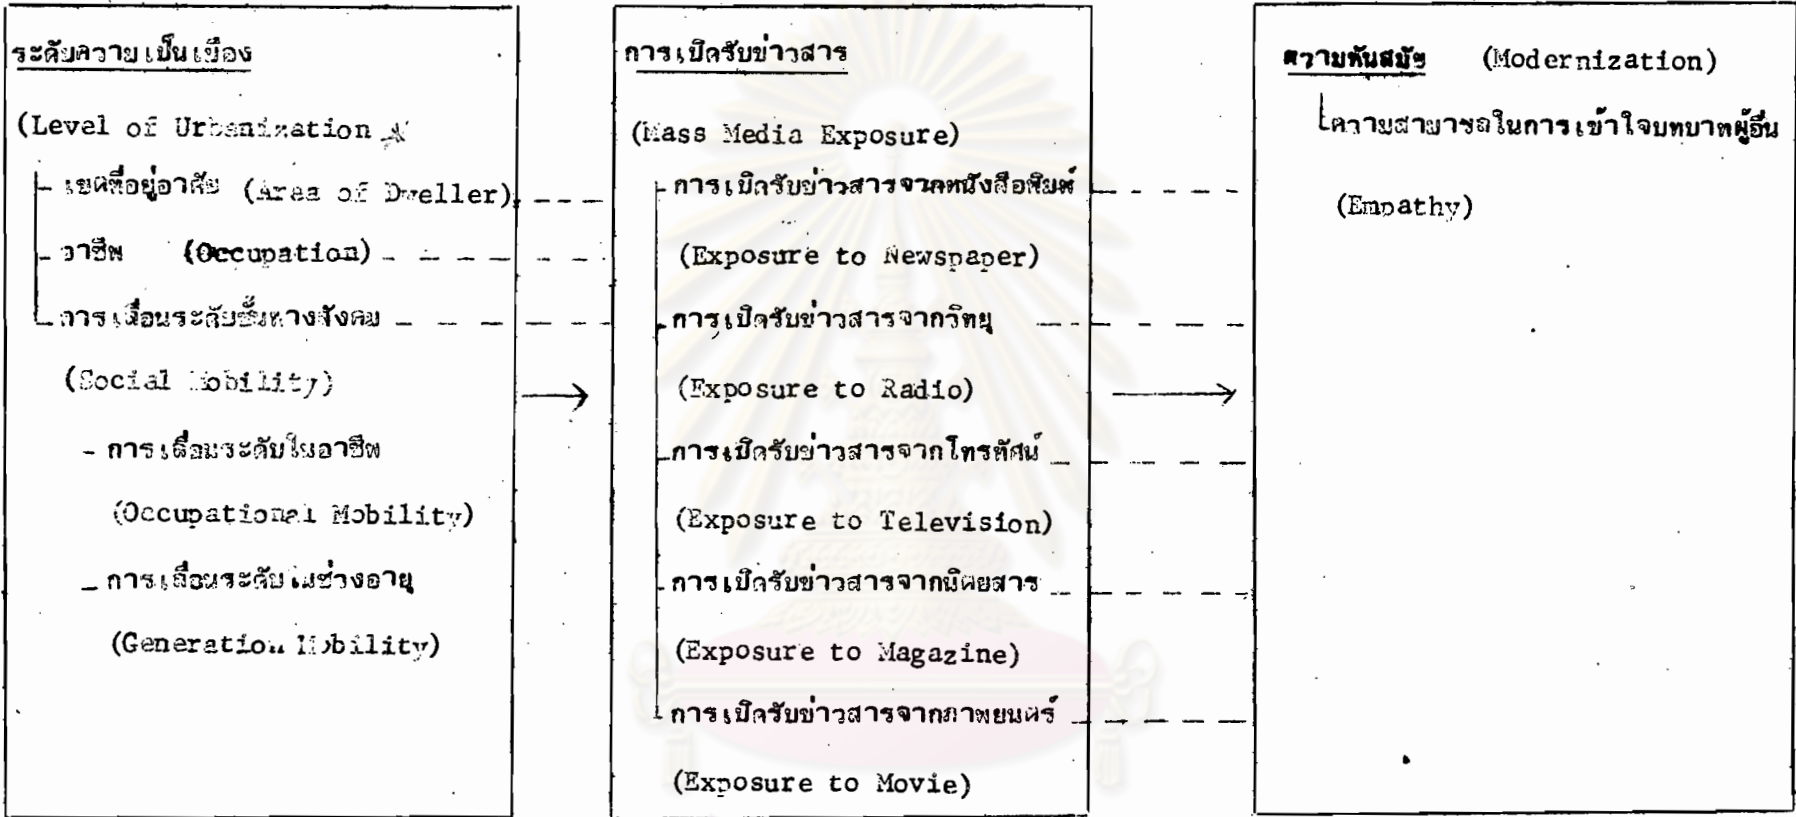 ระดับความเป็นเมือง
(Level of Urbanization
- เขตที่อยู่อาศัย (Area of Dweller)
- อาชีพ (Occupation)
- การเลื่อนระดับชั้นทางสังคม
(Social Mobility)
- การเลื่อนระดับในอาชีพ
(Occupational Mobility)
- การเลื่อนระดับในช่วงอายุ
(Generation Mobility)
การเปิดรับข่าวสาร
(Mass Media Exposure)
- การเปิดรับข่าวสารจากหนังสือพิมพ์
(Exposure to Newspaper)
- การเปิดรับข่าวสารจากวิทยุ
(Exposure to Radio)
- การเปิดรับข่าวสารจากโทรทัศน์
(Exposure to Television)
- การเปิดรับข่าวสารจากนิตยสาร
(Exposure to Magazine)
- การเปิดรับข่าวสารจากภาพยนตร์
(Exposure to Movie)
ความทันสมัย (Modernization)
ความสามารถในการเข้าใจบทบาทผู้อื่น
(Empathy)